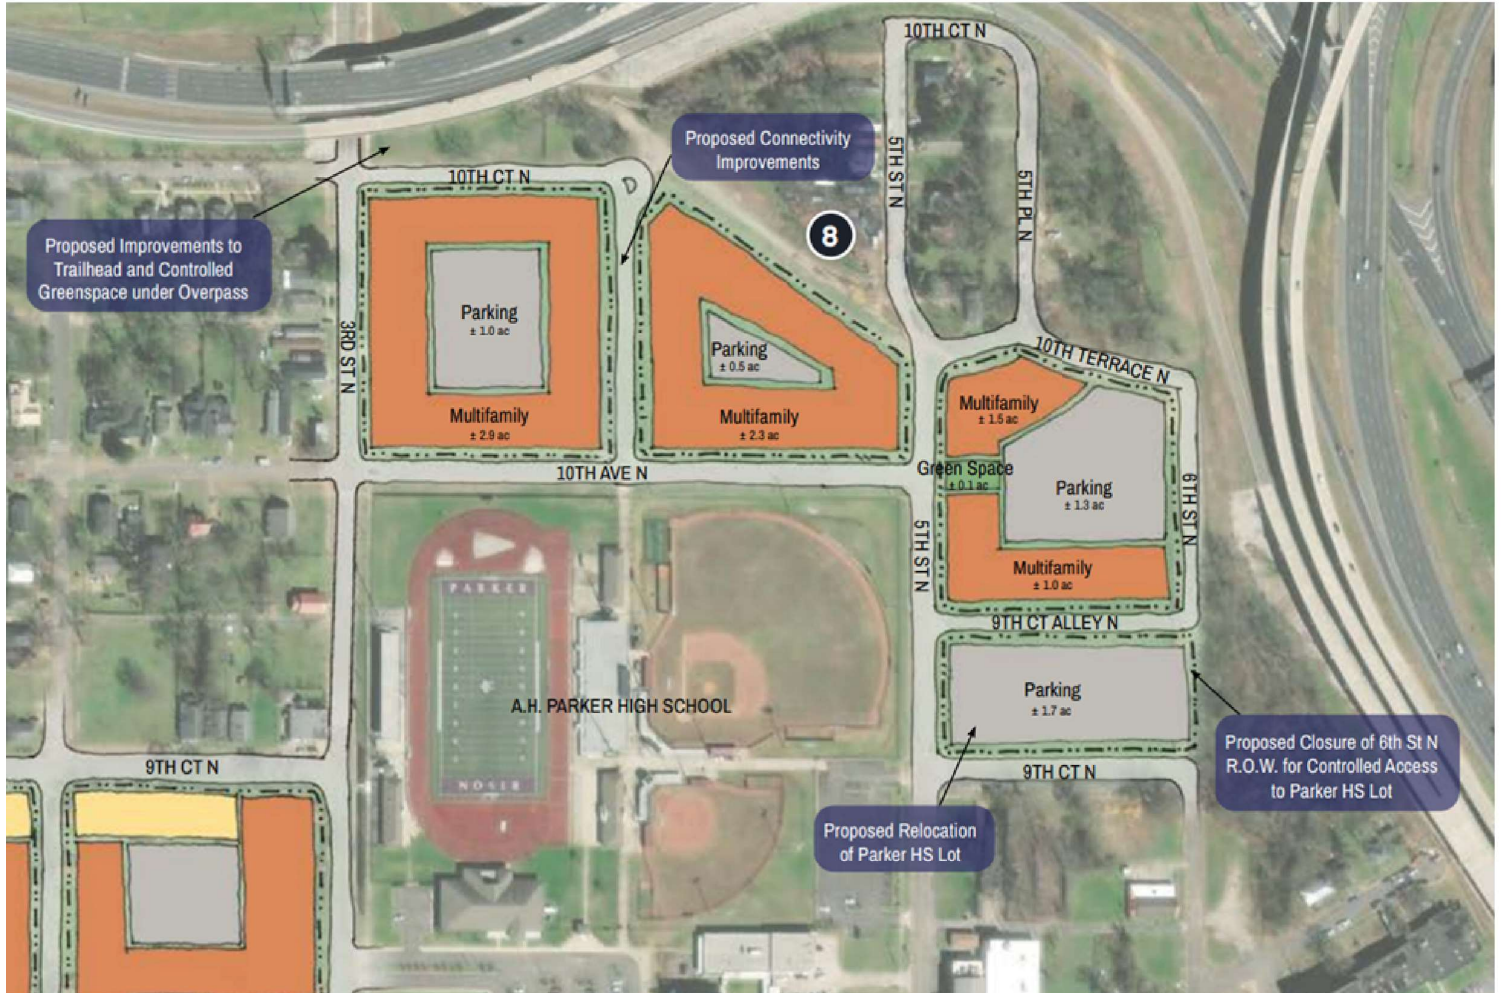 10TH CT N
5TH ST N
5TH PL N
Proposed Connectivity
Improvements
10TH CT N
8
Proposed Improvements to
Trailhead and Controlled
Greenspace under Overpass
3RD ST N
Parking
± 1.0 ac
Multifamily
± 2.9 ac
Parking
± 0.5 ac
Multifamily
± 2.3 ac
10TH TERRACE N
Multifamily
± 1.5 ac
Green Space
± 0.1 ac
Parking
± 1.3 ac
6TH ST N
10TH AVE N
5TH ST N
Multifamily
± 1.0 ac
9TH CT ALLEY N
PARKER
A.H. PARKER HIGH SCHOOL
Parking
± 1.7 ac
Proposed Closure of 6th St N
R.O.W. for Controlled Access
to Parker HS Lot
9TH CT N
9TH CT N
Proposed Relocation
of Parker HS Lot